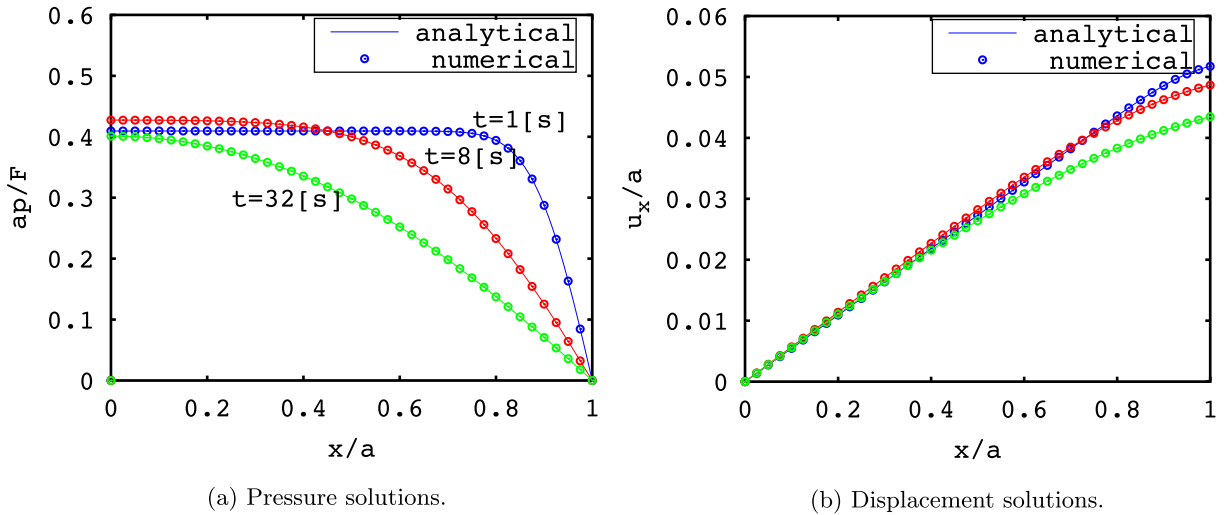 analytical
numerical
t=1[s]
t=8[s]
t=32[s]
ap/F
0.6
0.5
0.4
0.3
0.2
0.1
0
0 0.2 0.4 0.6 0.8 1
x/a
(a) Pressure solutions.
analytical
numerical
u_x/a
0.06
0.05
0.04
0.03
0.02
0.01
0
0 0.2 0.4 0.6 0.8 1
x/a
(b) Displacement solutions.